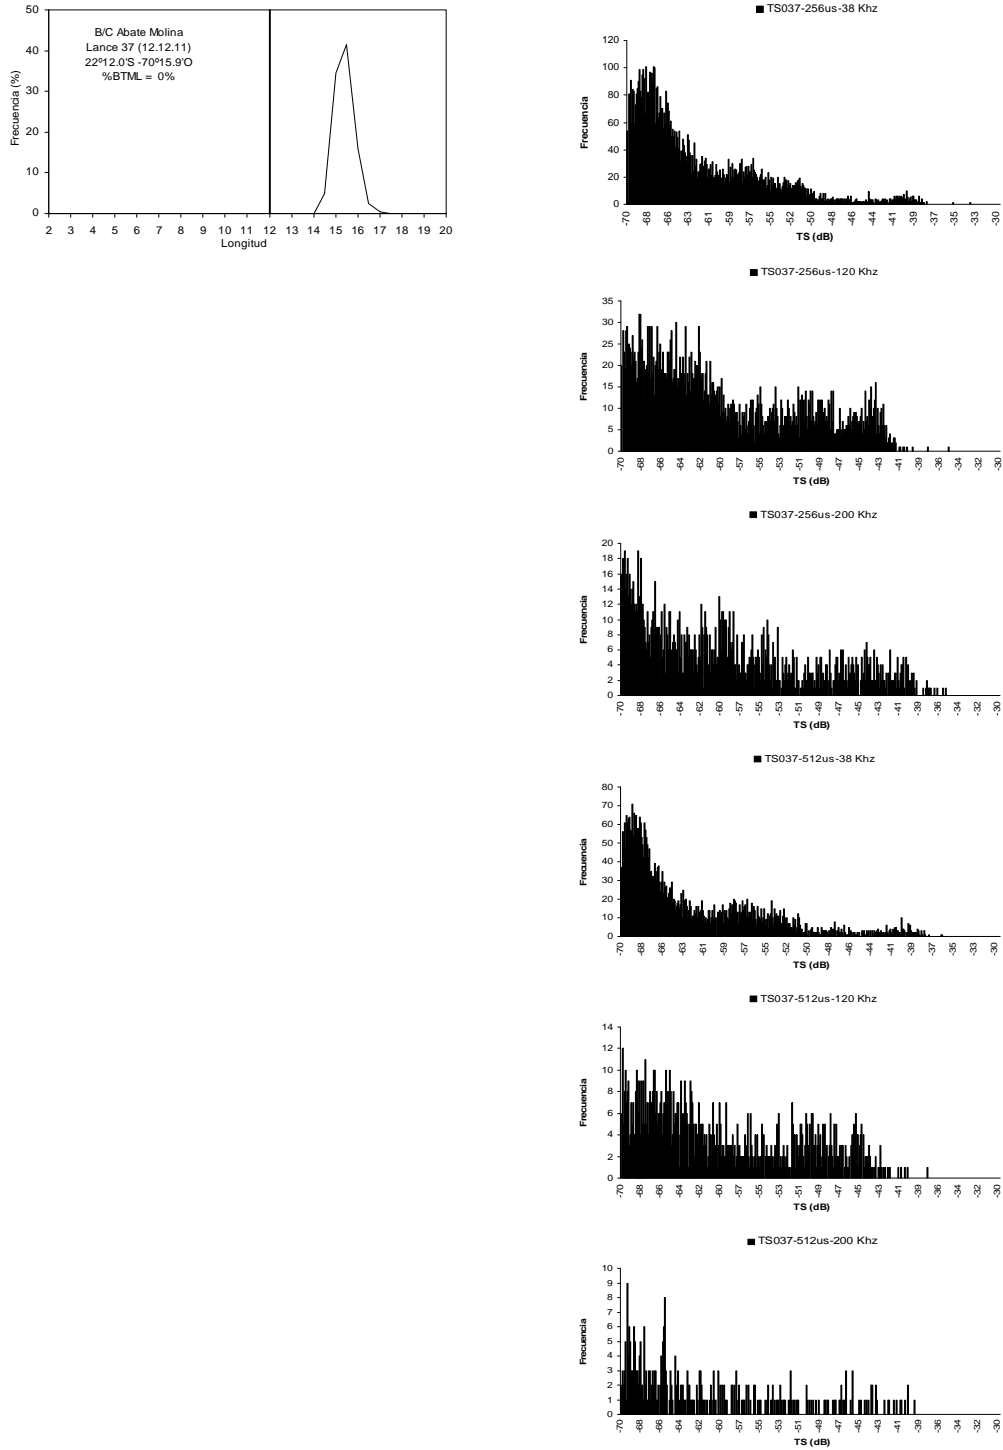 B/C Abate Molina
Lance 37 (12.12.11)
22º12.0'S -70º15.9'O
%BTML = 0%
Frecuencia (%)
50
40
30
20
10
0
2 3 4 5 6 7 8 9 10 11 12 13 14 15 16 17 18 19 20
Longitud
TS037-256us-38 Khz
Frecuencia
120
100
80
60
40
20
0
-70 -68 -66 -63 -61 -59 -57 -55 -52 -50 -48 -46 -44 -41 -39 -37 -35 -33 -30
TS (dB)
TS037-256us-120 Khz
Frecuencia
35
30
25
20
15
10
5
0
-70 -68 -66 -64 -62 -60 -57 -55 -53 -51 -49 -47 -45 -43 -41 -39 -36 -34 -32 -30
TS (dB)
TS037-256us-200 Khz
Frecuencia
20
18
16
14
12
10
8
6
4
2
0
-70 -68 -66 -64 -62 -60 -57 -55 -53 -51 -49 -47 -45 -43 -41 -39 -36 -34 -32 -30
TS (dB)
TS037-512us-38 Khz
Frecuencia
80
70
60
50
40
30
20
10
0
-70 -68 -66 -63 -61 -59 -57 -55 -52 -50 -48 -46 -44 -41 -39 -37 -35 -33 -30
TS (dB)
TS037-512us-120 Khz
Frecuencia
14
12
10
8
6
4
2
0
-70 -68 -66 -64 -62 -60 -57 -55 -53 -51 -49 -47 -45 -43 -41 -39 -36 -34 -32 -30
TS (dB)
TS037-512us-200 Khz
Frecuencia
10
9
8
7
6
5
4
3
2
1
0
-70 -68 -66 -64 -62 -60 -57 -55 -53 -51 -49 -47 -45 -43 -41 -39 -36 -34 -32 -30
TS (dB)